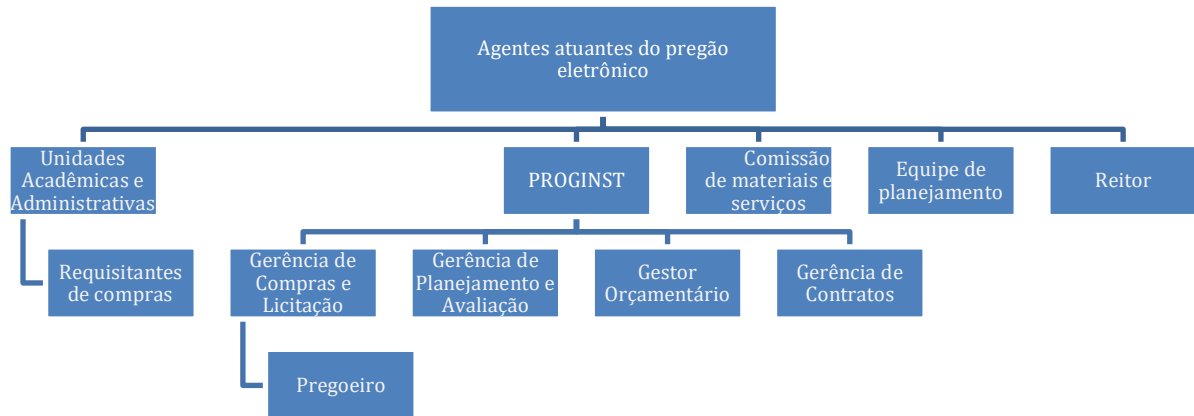 Agentes atuantes do pregão
eletrônico
Unidades
Acadêmicas e
Administrativas
PROGINST
Comissão
de materiais e
serviços
Equipe de
planejamento
Reitor
Requisitantes
de compras
Gerência de
Compras e
Licitação
Gerência de
Planejamento e
Avaliação
Gestor
Orçamentário
Gerência de
Contratos
Pregoeiro